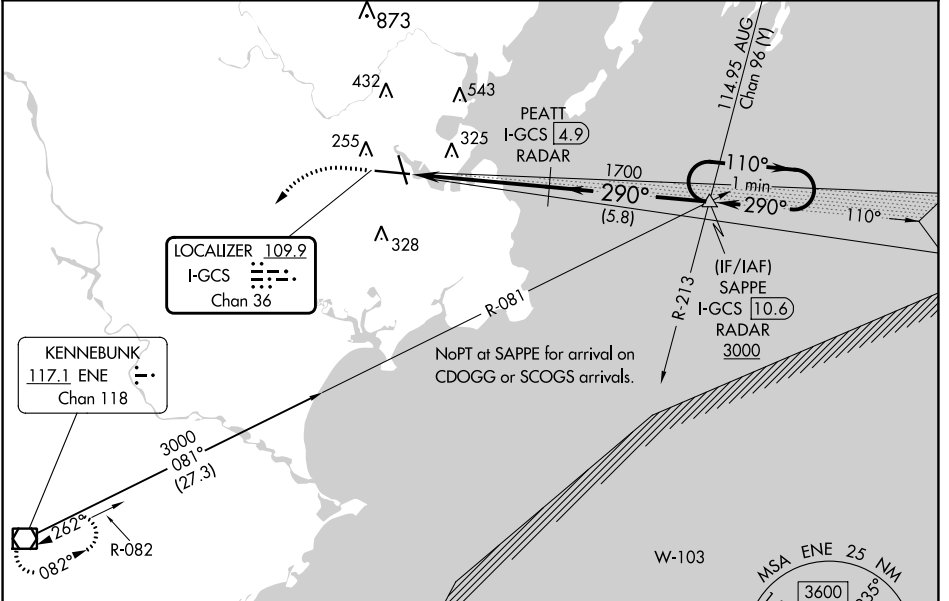 873
432
543
114.95 AUG
Chan 96 (Y)
PEATT
I-GCS 4.9
RADAR
255
325
1700
110°
1 min
290°
290°
(5.8)
110°
LOCALIZER 109.9
I-GCS
Chan 36
328
(IF/IAF)
SAPPE
I-GCS 10.6
RADAR
3000
R-081
R-213
NoPT at SAPPE for arrival on
CDOGG or SCOGS arrivals.
KENNEBUNK
117.1 ENE
Chan 118
3000
081°
(27.3)
262°
R-082
082°
W-103
MSA ENE 25 NM
3600